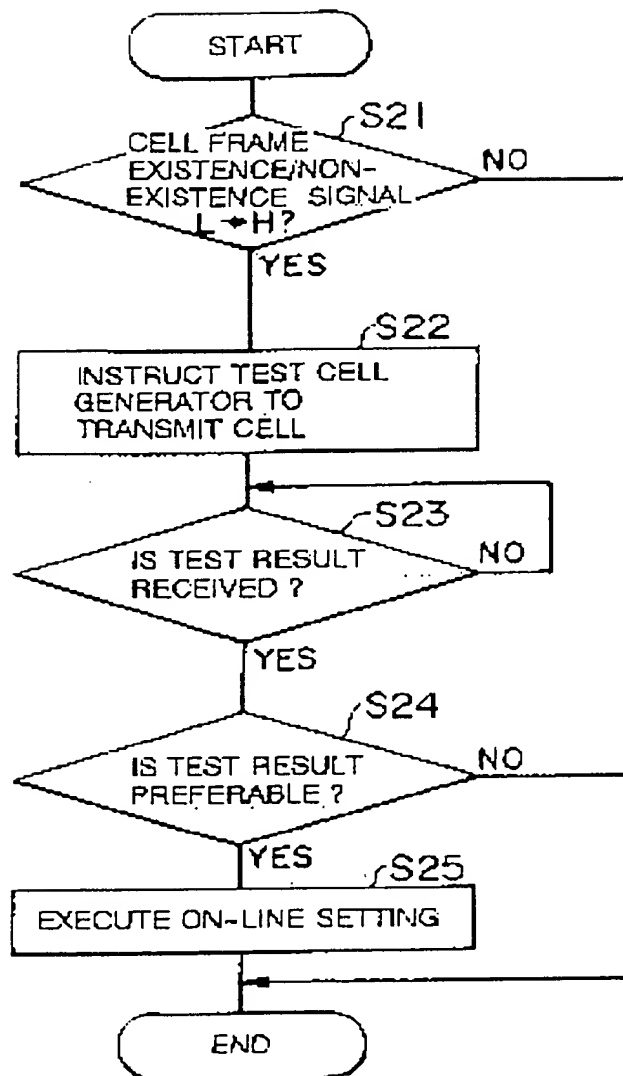 START
S21
CELL FRAME
EXISTENCE/NON-
EXISTENCE SIGNAL
L → H?
NO
YES
S22
INSTRUCT TEST CELL
GENERATOR TO
TRANSMIT CELL
S23
IS TEST RESULT
RECEIVED ?
NO
YES
S24
IS TEST RESULT
PREFERABLE ?
NO
YES
S25
EXECUTE ON-LINE SETTING
END